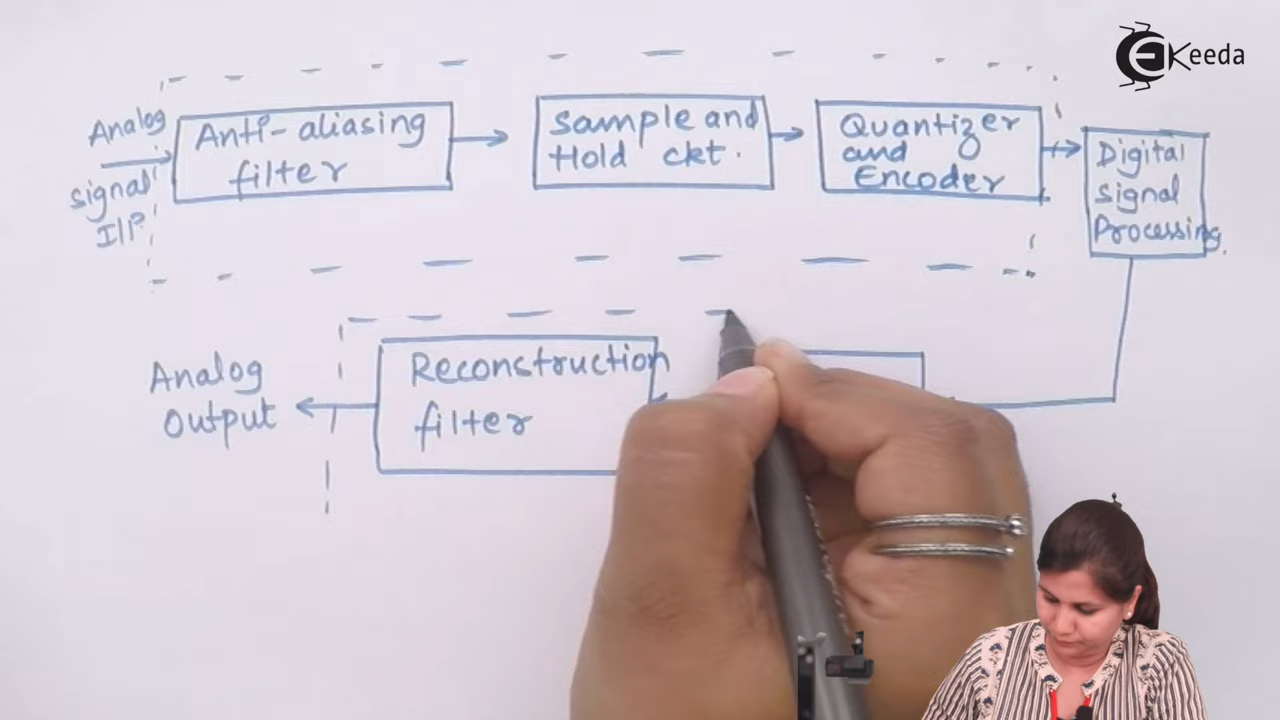 EKeeda
Analog
signal
I/P
Anti-aliasing
filter
Sample and
Hold ckt.
Quantizer
and
Encoder
Digital
Signal
Processing.
Analog
Output
Reconstruction
filter